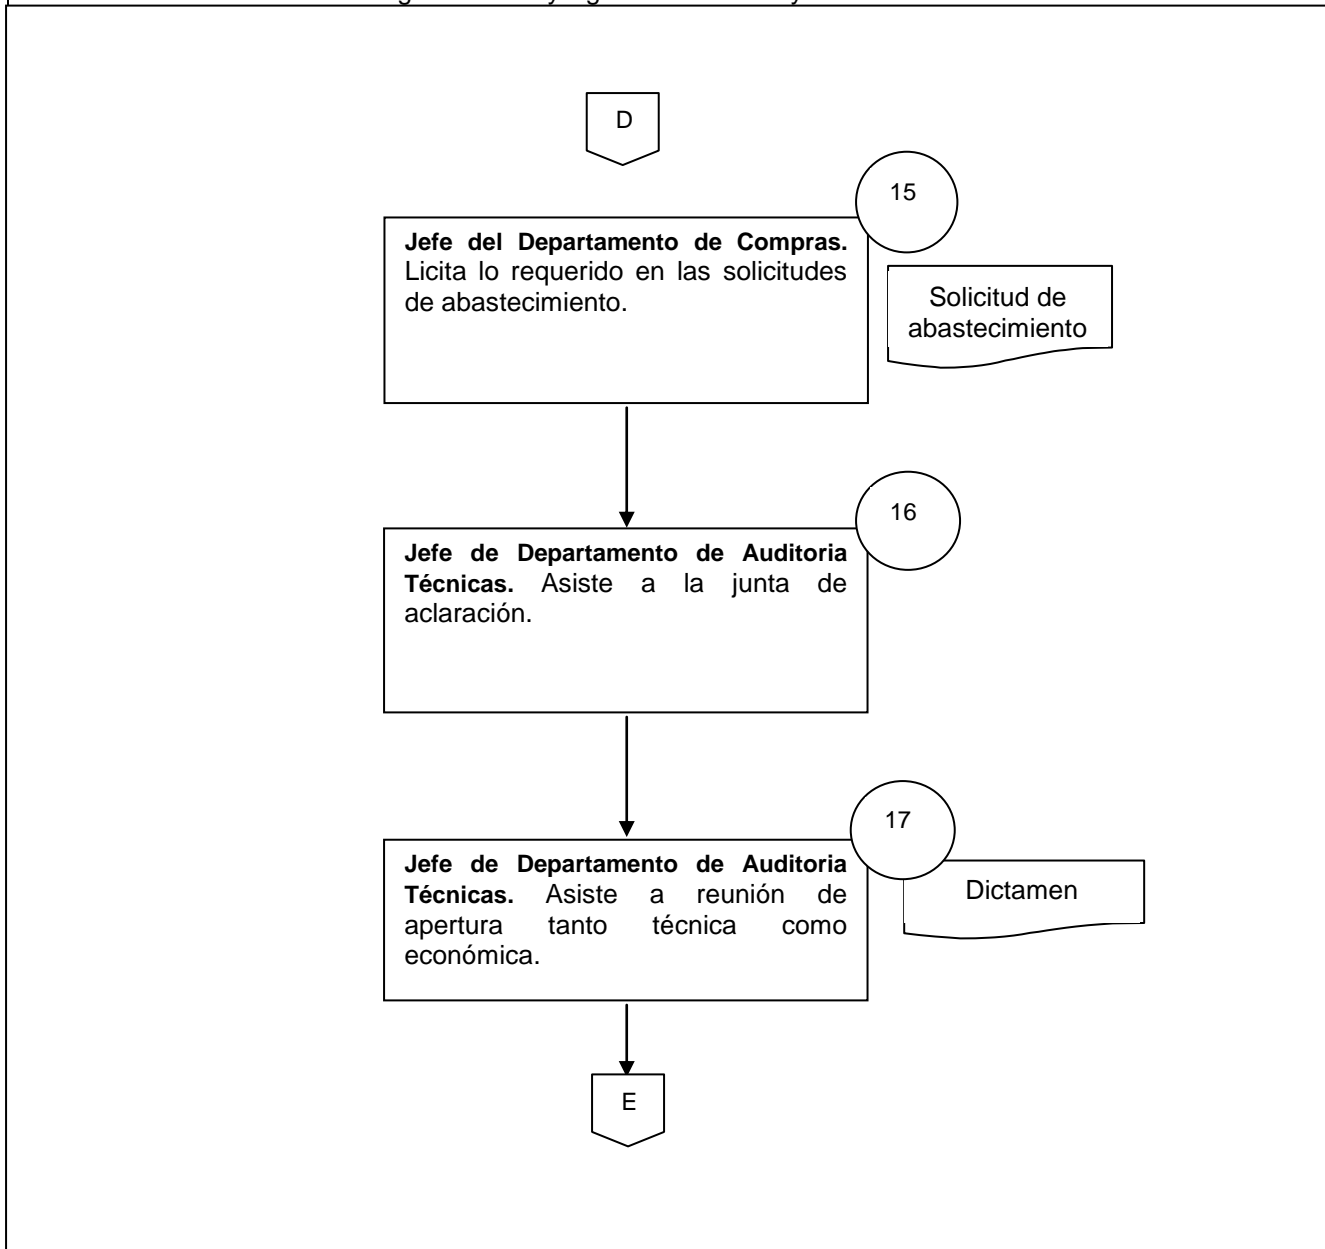 D
15
Jefe del Departamento de Compras.
Licita lo requerido en las solicitudes
de abastecimiento.
Solicitud de
abastecimiento
16
Jefe de Departamento de Auditoria
Técnicas. Asiste a la junta de
aclaración.
17
Jefe de Departamento de Auditoria
Técnicas. Asiste a reunión de
apertura tanto técnica como
económica.
Dictamen
E